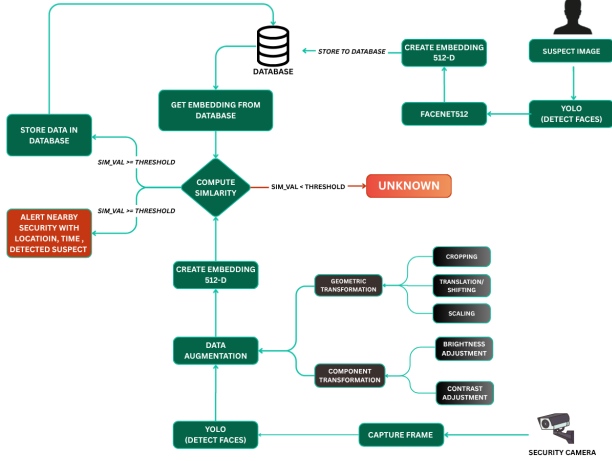 SUSPECT IMAGE
CREATE EMBEDDING
512-D
STORE TO DATABASE
DATABASE
GET EMBEDDING FROM
DATABASE
FACENET512
YOLO
(DETECT FACES)
STORE DATA IN
DATABASE
SIM_VAL >= THRESHOLD
COMPUTE
SIMLARITY
SIM_VAL < THRESHOLD
UNKNOWN
SIM_VAL >= THRESHOLD
ALERT NEARBY
SECURITY WITH
LOCATIOIN, TIME ,
DETECTED SUSPECT
CREATE EMBEDDING
512-D
GEOMETRIC
TRANSFORMATION
CROPPING
TRANSLATION/
SHIFTING
SCALING
DATA
AUGMENTATION
COMPONENT
TRANSFORMATION
BRIGHTNESS
ADJUSTMENT
CONTRAST
ADJUSTMENT
YOLO
(DETECT FACES)
CAPTURE FRAME
SECURITY CAMERA